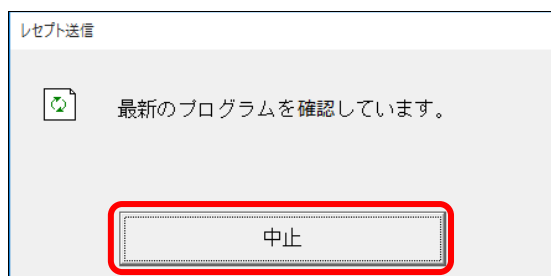 レセプト送信
最新のプログラムを確認しています。
中止